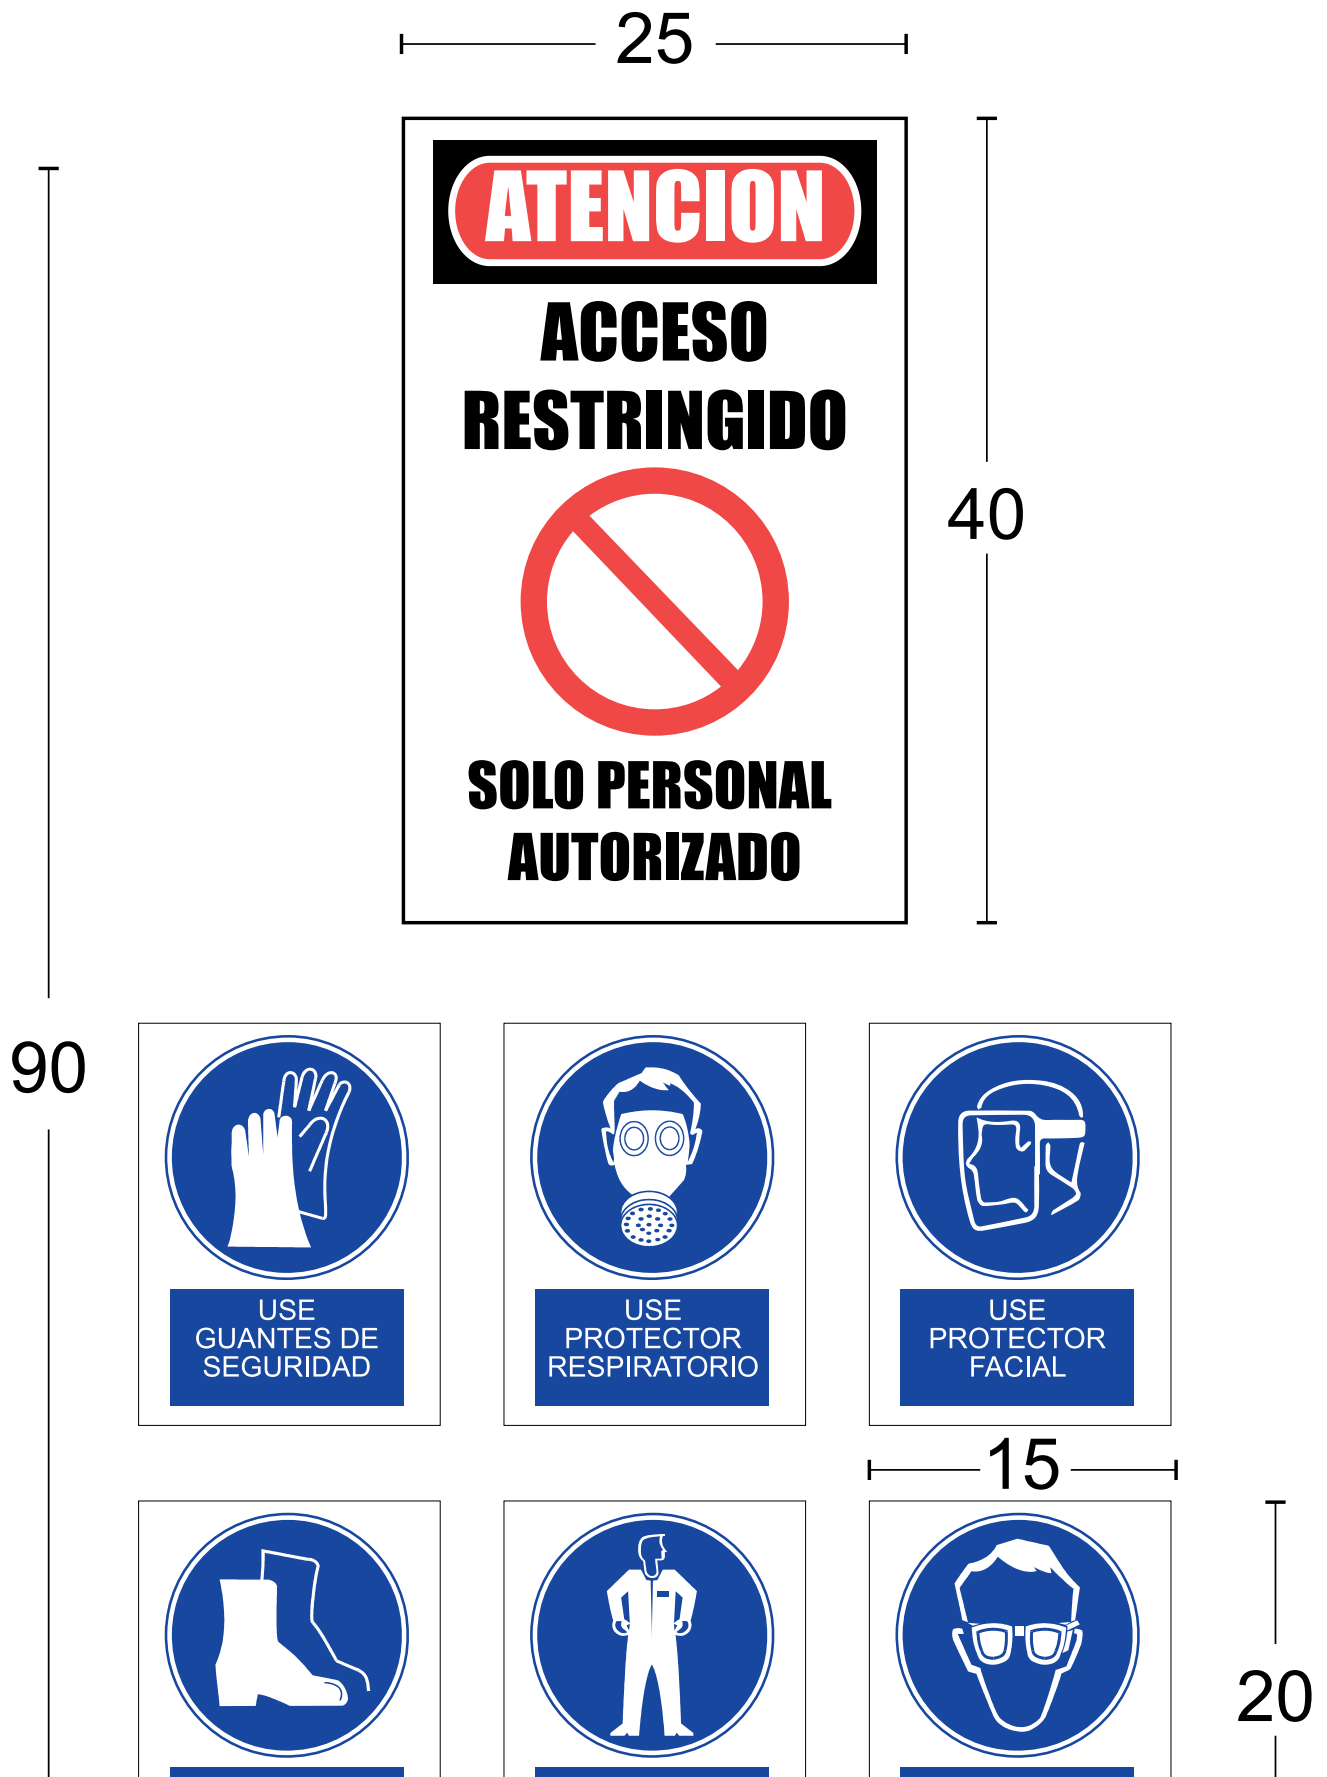 25
ATENCION
ACCESO
RESTRINGIDO
40
SOLO PERSONAL
AUTORIZADO
90
USE
GUANTES DE
SEGURIDAD
USE
PROTECTOR
RESPIRATORIO
USE
PROTECTOR
FACIAL
15
20